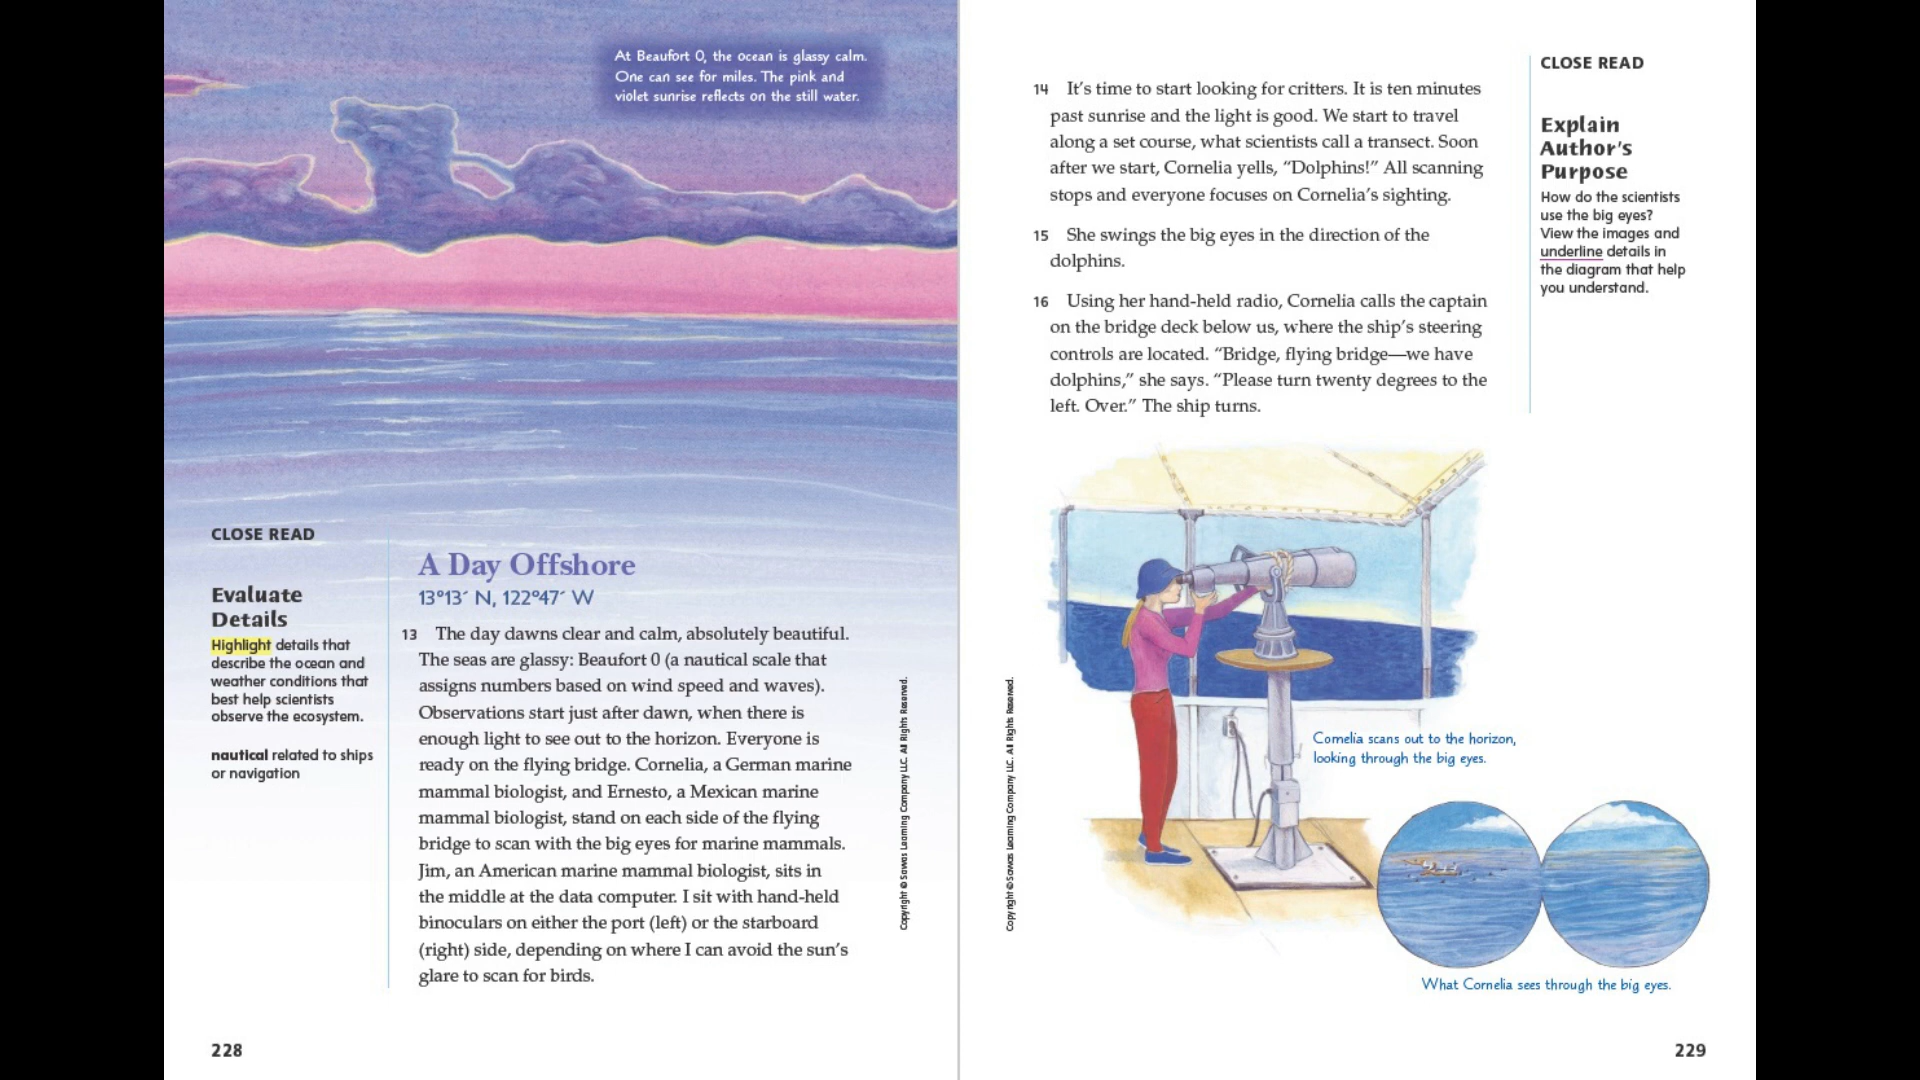 At Beaufort 0, the ocean is glassy calm.
One can see for miles. The pink and
violet sunrise reflects on the still water.
CLOSE READ
Evaluate
Details
Highlight details that
describe the ocean and
weather conditions that
best help scientists
observe the ecosystem.
nautical related to ships
or navigation
A Day Offshore
13°13´ N, 122°47´ W
13 The day dawns clear and calm, absolutely beautiful.
The seas are glassy: Beaufort 0 (a nautical scale that
assigns numbers based on wind speed and waves).
Observations start just after dawn, when there is
enough light to see out to the horizon. Everyone is
ready on the flying bridge. Cornelia, a German marine
mammal biologist, and Ernesto, a Mexican marine
mammal biologist, stand on each side of the flying
bridge to scan with the big eyes for marine mammals.
Jim, an American marine mammal biologist, sits in
the middle at the data computer. I sit with hand-held
binoculars on either the port (left) or the starboard
(right) side, depending on where I can avoid the sun’s
glare to scan for birds.
Copyright © Savvas Learning Company LLC. All Rights Reserved.
228
14 It’s time to start looking for critters. It is ten minutes
past sunrise and the light is good. We start to travel
along a set course, what scientists call a transect. Soon
after we start, Cornelia yells, “Dolphins!” All scanning
stops and everyone focuses on Cornelia’s sighting.
15 She swings the big eyes in the direction of the
dolphins.
16 Using her hand-held radio, Cornelia calls the captain
on the bridge deck below us, where the ship’s steering
controls are located. “Bridge, flying bridge—we have
dolphins,” she says. “Please turn twenty degrees to the
left. Over.” The ship turns.
CLOSE READ
Explain
Author’s
Purpose
How do the scientists
use the big eyes?
View the images and
underline details in
the diagram that help
you understand.
Copyright © Savvas Learning Company LLC. All Rights Reserved.
Cornelia scans out to the horizon,
looking through the big eyes.
What Cornelia sees through the big eyes.
229